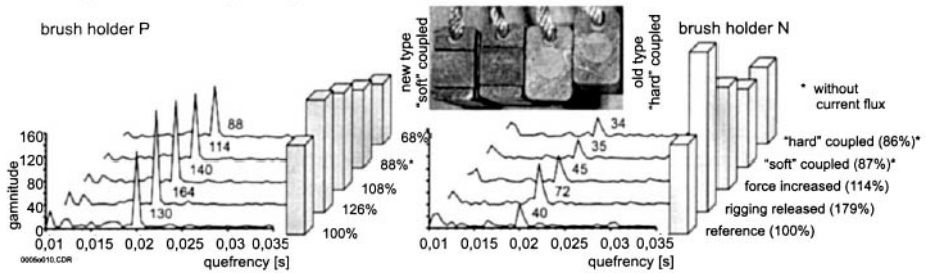 brush holder P
new type
"soft" coupled
old type
"hard" coupled
brush holder N
* without
current flux
gamnitude
160
120
80
40
0
88
114
140
164
130
68%
88%*
108%
126%
100%
0,01 0,015 0,02 0,025 0,03 0,035
quefrency [s]
34
35
45
72
40
"hard" coupled (86%)*
"soft" coupled (87%)*
force increased (114%)
rigging released (179%)
reference (100%)
0,01 0,015 0,02 0,025 0,03 0,035
quefrency [s]